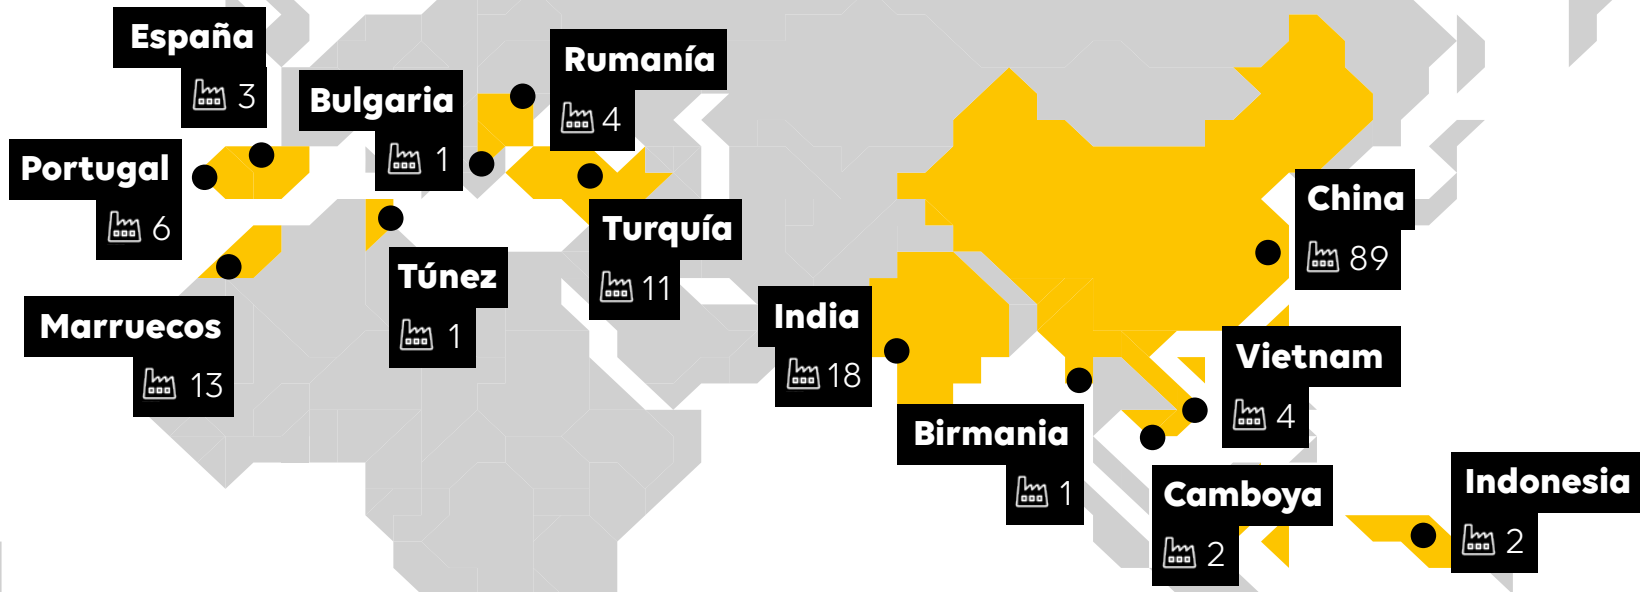 España
3
Rumanía
4
Bulgaria
1
Portugal
6
China
89
Turquía
11
Túnez
1
Marruecos
13
India
18
Vietnam
4
Birmania
1
Camboya
2
Indonesia
2